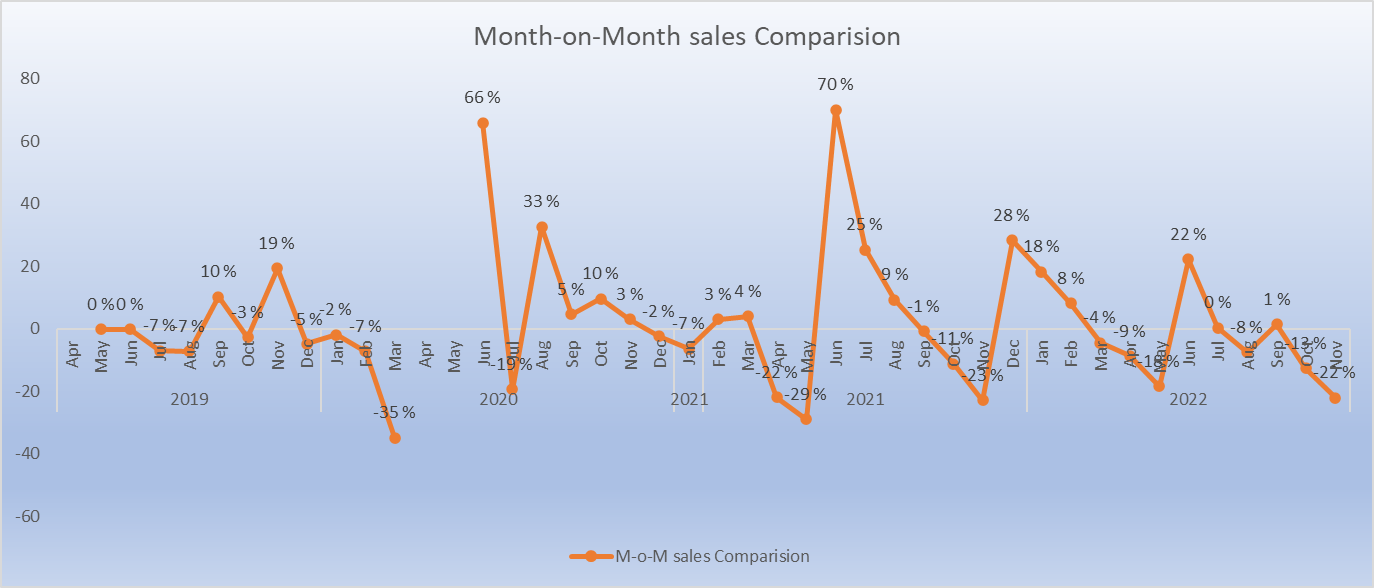 Month-on-Month sales Comparision
80
60
40
20
0
-20
-40
-60
0 % 0 % -7 % -7 % 10 % -3 % 19 % -5 % -2 % -7 % -35 % 66 % -19 % 33 % 5 % 10 % 3 % -2 % -7 % 3 % 4 % -22 % -29 % 70 % 25 % 9 % -1 % -11 % -23 % 28 % 18 % 8 % -4 % -9 % -18 % 22 % 0 % -8 % 1 % -13 % -22 %
Apr May Jun Jul Aug Sep Oct Nov Dec Jan Feb Mar Apr May Jun Jul Aug Sep Oct Nov Dec Jan Feb Mar Apr May Jun Jul Aug Sep Oct Nov Dec Jan Feb Mar Apr May Jun Jul Aug Sep Oct Nov
2019 2020 2021 2021 2022
M-o-M sales Comparision